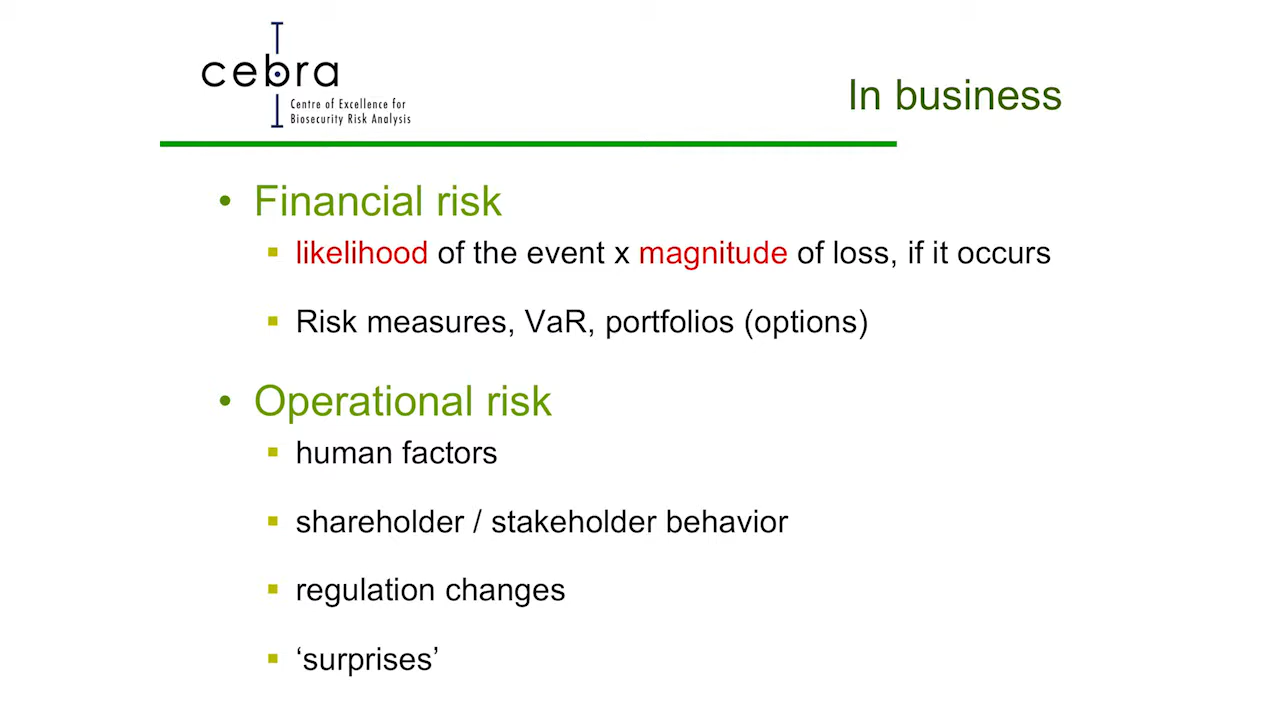 cebra
Centre of Excellence for
Biosecurity Risk Analysis
In business
• Financial risk
▪ likelihood of the event x magnitude of loss, if it occurs
▪ Risk measures, VaR, portfolios (options)
• Operational risk
▪ human factors
▪ shareholder / stakeholder behavior
▪ regulation changes
▪ ‘surprises’